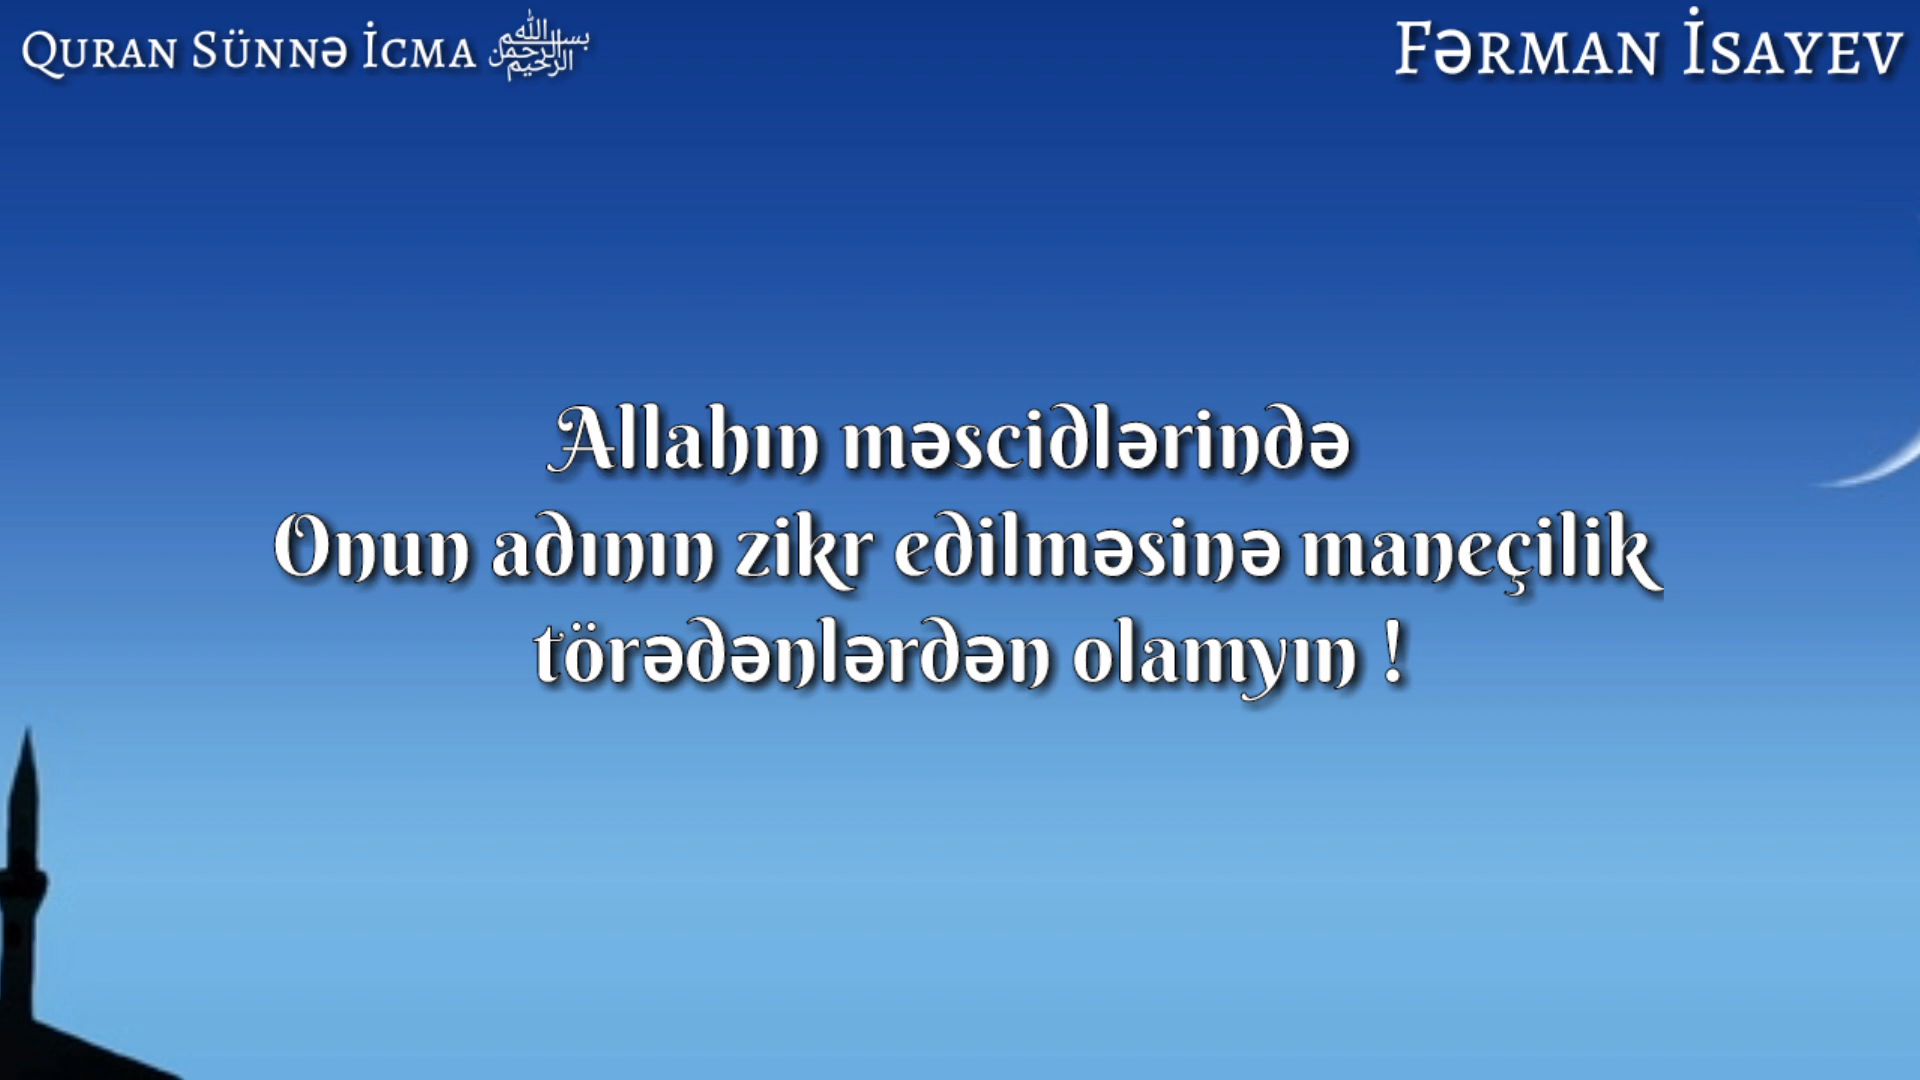 Quran Sünnə İcma ﷽
Fərman İsayev
Allahın məscidlərində
Onun adının zikr edilməsinə maneçilik
törədənlərdən olamyın !